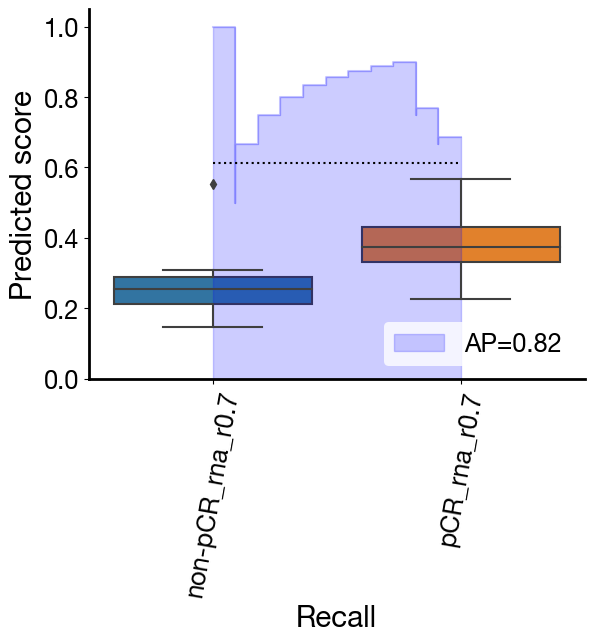 Predicted score
1.0
0.8
0.6
0.4
0.2
0.0
AP=0.82
non-pCR_rna_r0.7
pCR_rna_r0.7
Recall